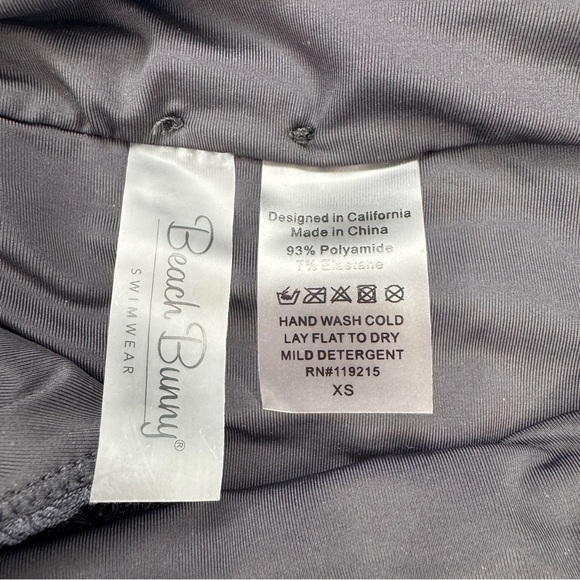 Beach Bunny®
SWIMWEAR
Designed in California
Made in China
93% Polyamide
7% Elastane
HAND WASH COLD
LAY FLAT TO DRY
MILD DETERGENT
RN#119215
XS